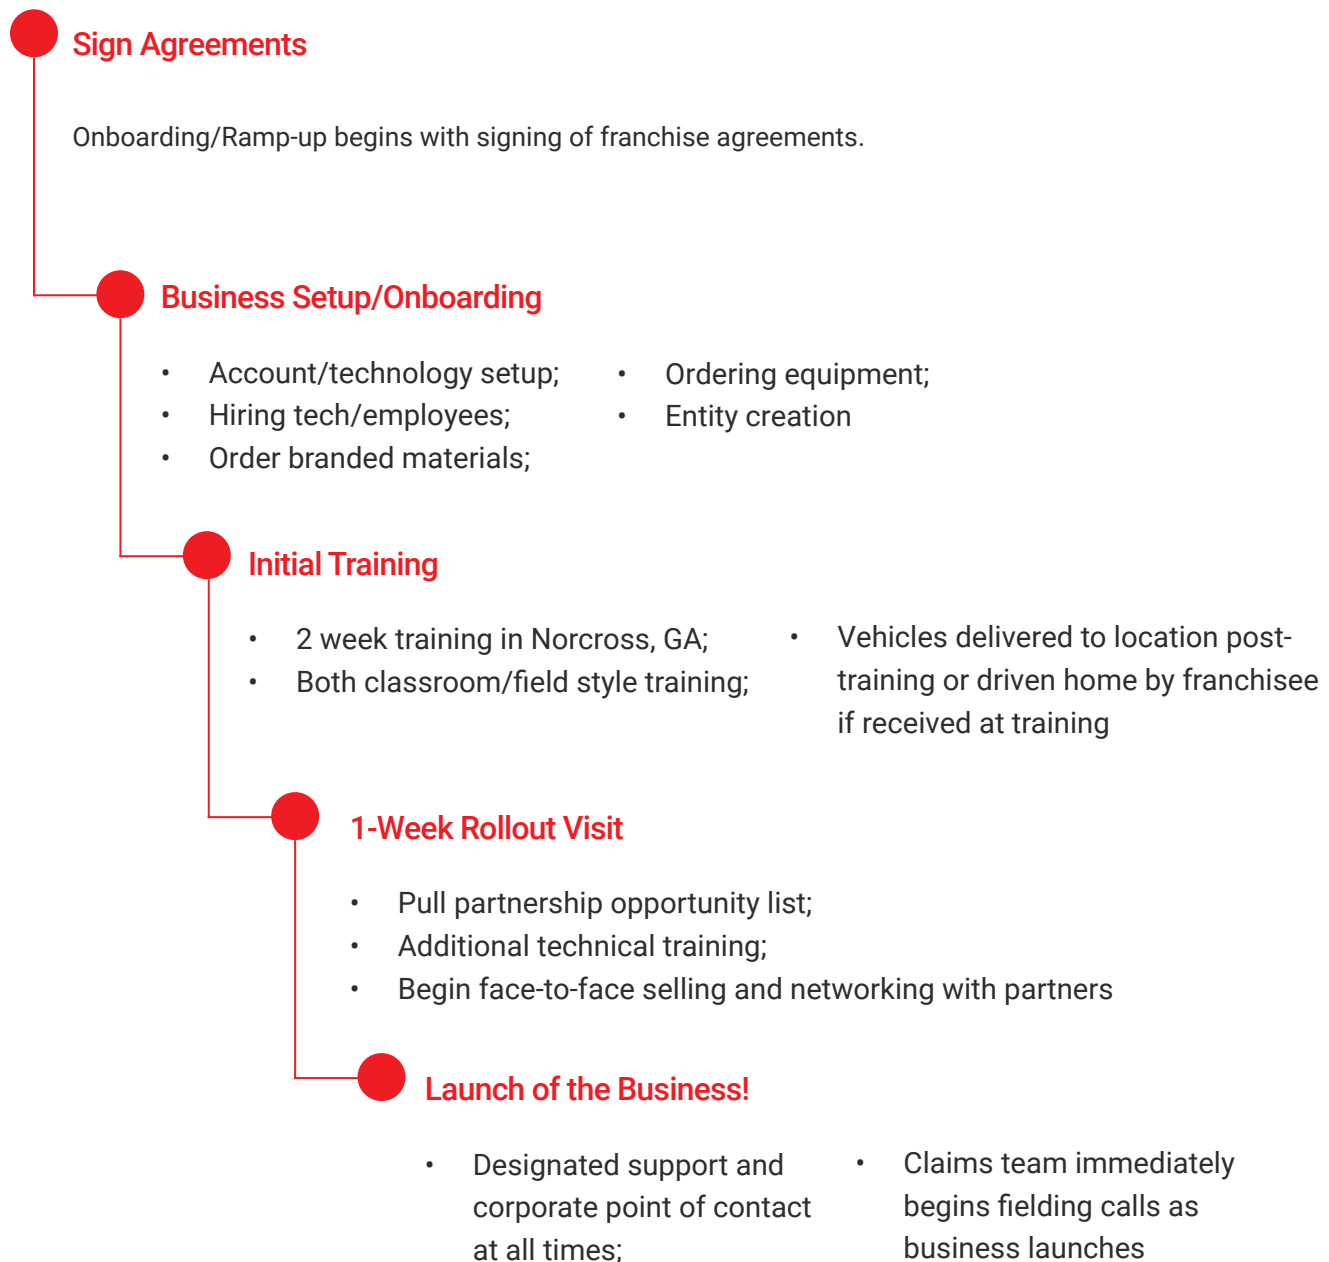 Sign Agreements
Onboarding/Ramp-up begins with signing of franchise agreements.
Business Setup/Onboarding
• Account/technology setup;
• Hiring tech/employees;
• Order branded materials;
• Ordering equipment;
• Entity creation
Initial Training
• 2 week training in Norcross, GA;
• Both classroom/field style training;
• Vehicles delivered to location post-
training or driven home by franchisee
if received at training
1-Week Rollout Visit
• Pull partnership opportunity list;
• Additional technical training;
• Begin face-to-face selling and networking with partners
Launch of the Business!
• Designated support and
corporate point of contact
at all times;
• Claims team immediately
begins fielding calls as
business launches